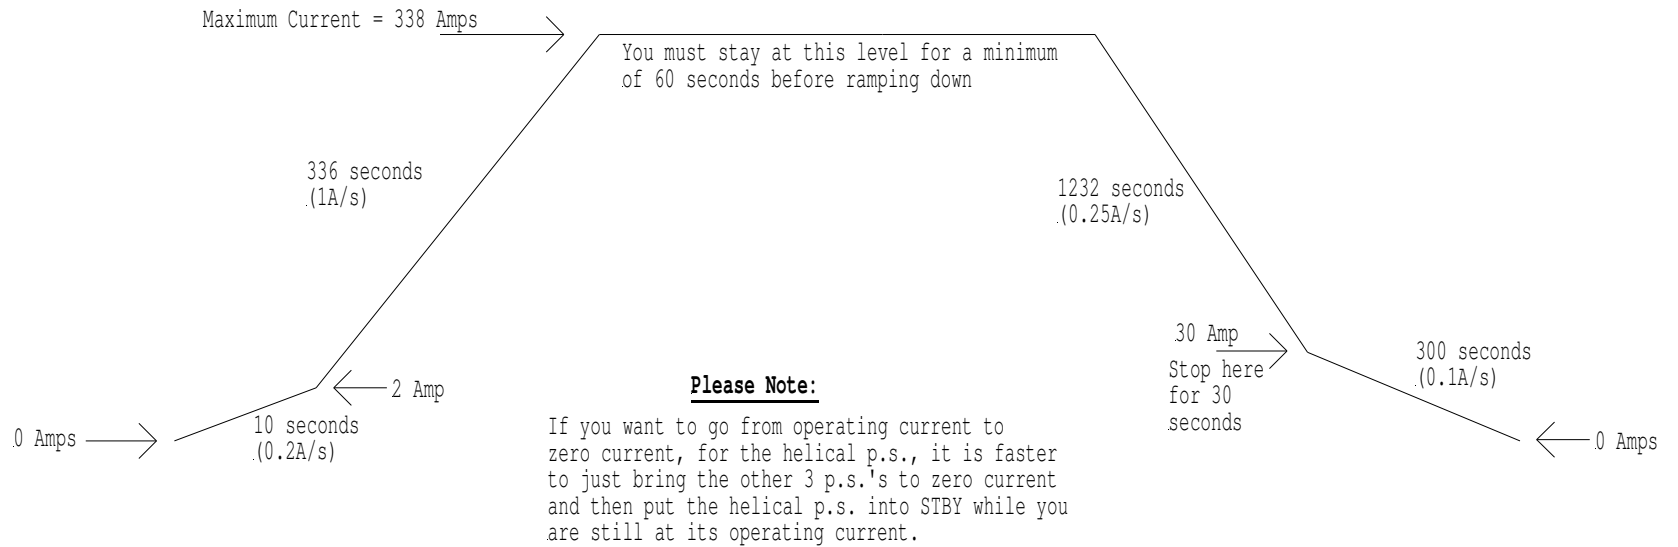 Maximum Current = 338 Amps
You must stay at this level for a minimum
of 60 seconds before ramping down
336 seconds
(1A/s)
1232 seconds
(0.25A/s)
30 Amp
Stop here
for 30
seconds
300 seconds
(0.1A/s)
2 Amp
10 seconds
(0.2A/s)
0 Amps
0 Amps
Please Note:
If you want to go from operating current to
zero current, for the helical p.s., it is faster
to just bring the other 3 p.s.'s to zero current
and then put the helical p.s. into STBY while you
are still at its operating current.